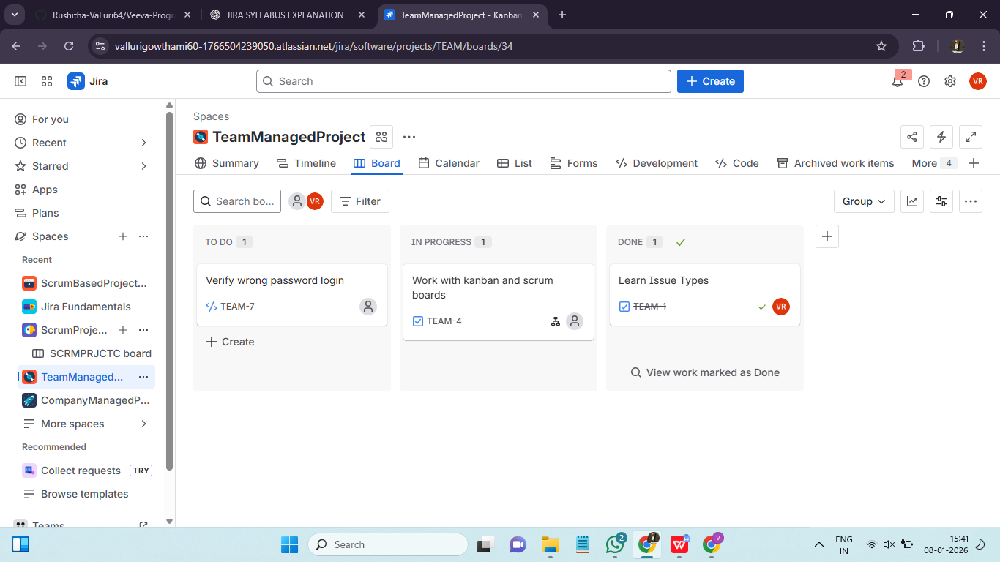 Rushitha-Valluri64/Veeva-Progr
JIRA SYLLABUS EXPLANATION
TeamManagedProject - Kanban
vallurigowthami60-1766504239050.atlassian.net/jira/software/projects/TEAM/boards/34
Jira
Search
Create
2
VR
For you
Recent
Starred
Apps
Plans
Spaces
Recent
ScrumBasedProject...
Jira Fundamentals
ScrumProje...
SCRMPRJCTC board
TeamManaged...
CompanyManagedP...
More spaces
Recommended
Collect requests TRY
Browse templates
Teams
Spaces
TeamManagedProject
Summary Timeline Board Calendar List Forms Development Code Archived work items More 4
Search bo... VR Filter Group
TO DO 1
Verify wrong password login
TEAM-7
Create
IN PROGRESS 1
Work with kanban and scrum
boards
TEAM-4
DONE 1
Learn Issue Types
TEAM-1 VR
View work marked as Done
Search
2
V
ENG
IN
15:41
08-01-2026